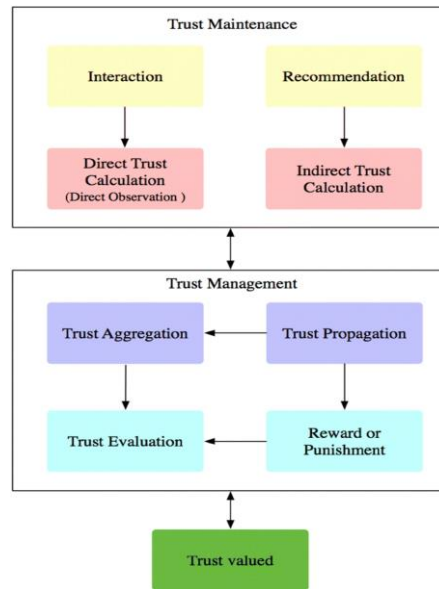 Trust Maintenance
Interaction
Recommendation
Direct Trust
Calculation
(Direct Observation )
Indirect Trust
Calculation
Trust Management
Trust Aggregation
Trust Propagation
Trust Evaluation
Reward or
Punishment
Trust valued